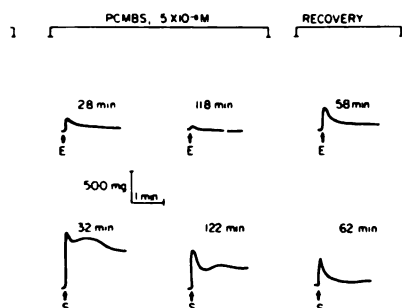 PCMBS, 5 X10⁻⁶M RECOVERY
28 min 118 min 58 min
E E E
500 mg
1 min
32 min 122 min 62 min
S S S